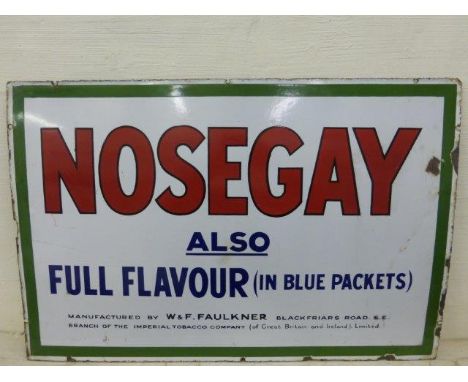 NOSEGAY
ALSO
FULL FLAVOUR (IN BLUE PACKETS)
MANUFACTURED BY W & F. FAULKNER BLACKFRIARS ROAD. S.E.
BRANCH OF THE IMPERIAL TOBACCO COMPANY (of Great Britain and Ireland). Limited.